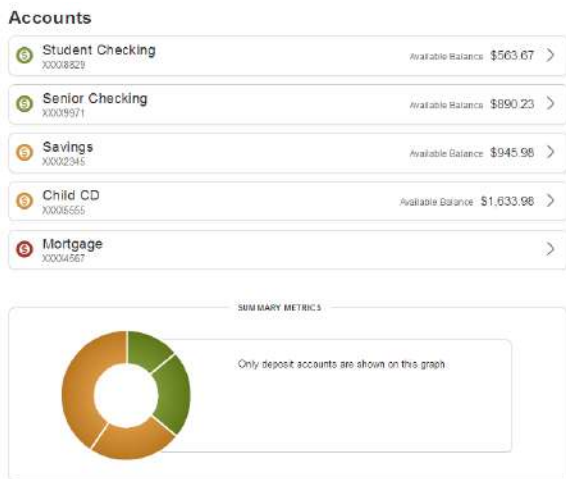 Accounts
Student Checking
XXXX8829
Available Balance $563.67
Senior Checking
XXXX9971
Available Balance $890.23
Savings
XXXX2345
Available Balance $945.98
Child CD
XXXX5555
Available Balance $1,633.98
Mortgage
XXXX4567
SUMMARY METRICS
Only deposit accounts are shown on this graph